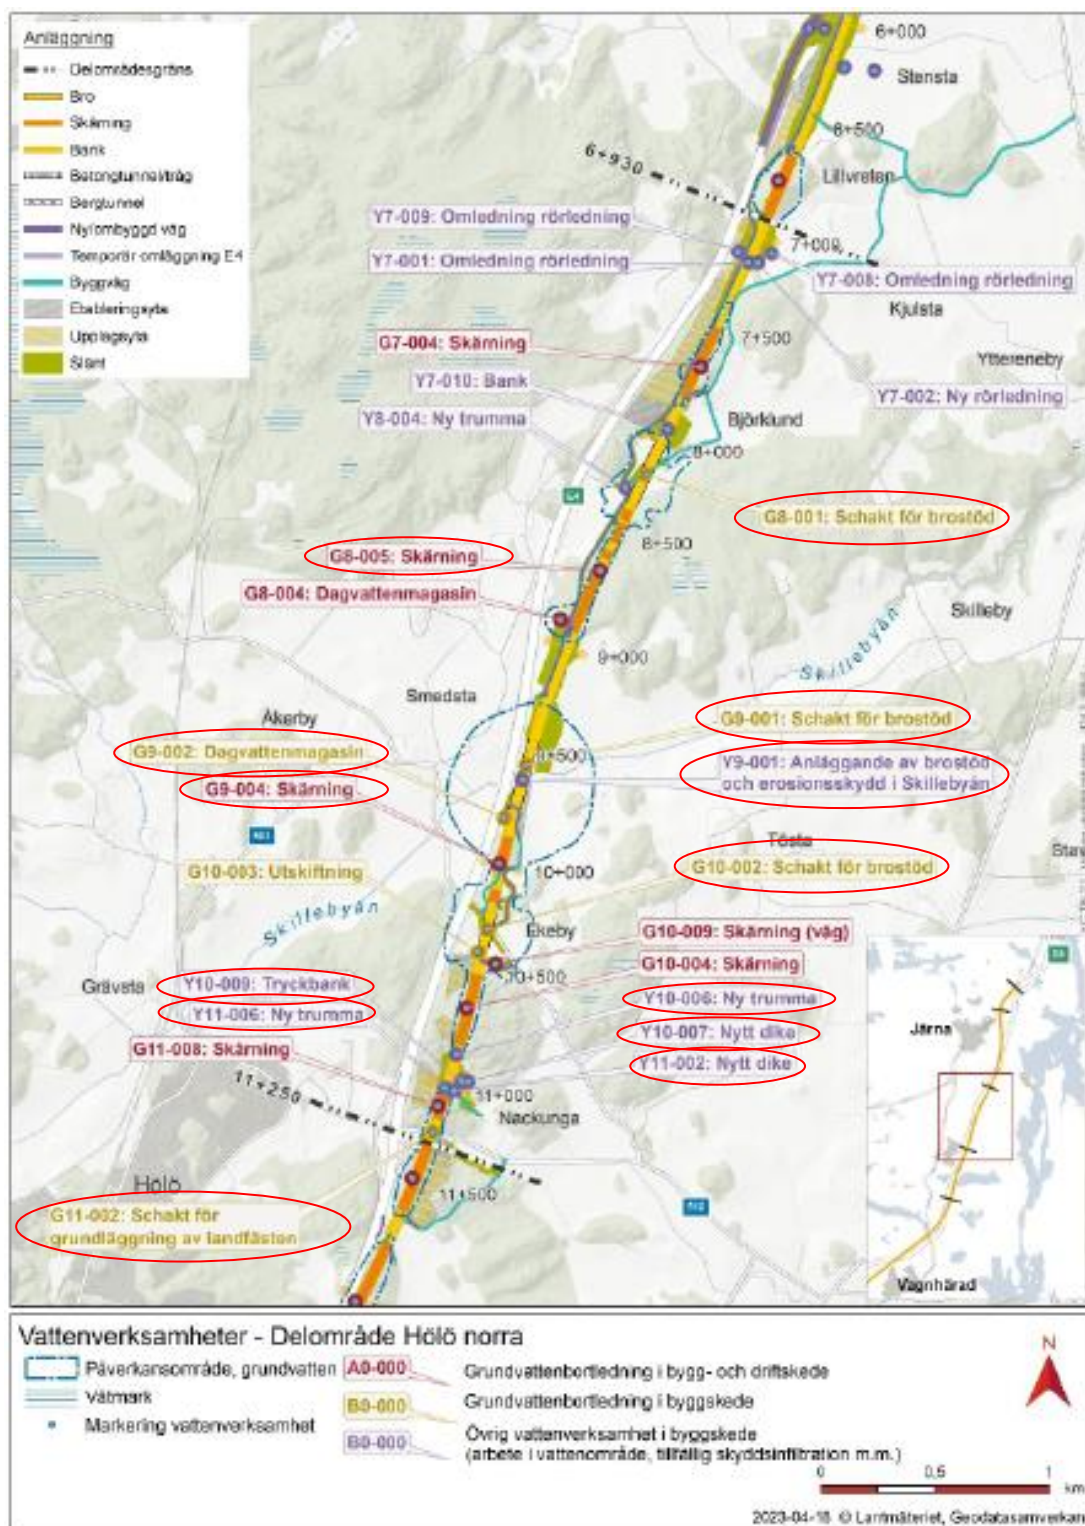 Anläggning
Delområdesgräns
Bro
Skärning
Bank
Betongtunnel/tråg
Bergtunnel
Ny/ombyggd väg
Temporär omläggning E4
Byggväg
Etableringsyta
Upplagsyta
Slänt
6+000
Stensta
6+500
6+930
Lillvreten
Y7-009: Omledning rörledning
7+000
Y7-001: Omledning rörledning
Y7-008: Omledning rörledning
Kjulsta
7+500
G7-004: Skärning
Yttereneby
Y7-010: Bank
Y7-002: Ny rörledning
Y8-004: Ny trumma
Björklund
8+000
E4
G8-001: Schakt för brostöd
8+500
G8-005: Skärning
G8-004: Dagvattenmagasin
Skilleby
9+000
Skillebyån
Smedsta
Åkerby
G9-001: Schakt för brostöd
G9-002: Dagvattenmagasin
9+500
Y9-001: Anläggande av brostöd
och erosionsskydd i Skillebyån
G9-004: Skärning
Tösta
Stav
G10-003: Utskiftning
10+000
G10-002: Schakt för brostöd
Skillebyån
Ekeby
G10-009: Skärning (väg)
G10-004: Skärning
10+500
Grävsta
Y10-009: Tryckbank
Y10-006: Ny trumma
Y11-006: Ny trumma
Y10-007: Nytt dike
G11-008: Skärning
Y11-002: Nytt dike
11+250
11+000
Näckunga
Järna
Hölö
11+500
G11-002: Schakt för
grundläggning av landfästen
Vagnhärad
Vattenverksamheter - Delområde Hölö norra
Påverkansområde, grundvatten
Våtmark
Markering vattenverksamhet
A0-000 Grundvattenbortledning i bygg- och driftskede
B0-000 Grundvattenbortledning i byggskede
B0-000 Övrig vattenverksamhet i byggskede
(arbete i vattenområde, tillfällig skyddsinfiltration m.m.)
N
0 0,5 1
km
2023-04-18 © Lantmäteriet, Geodatasamverkan